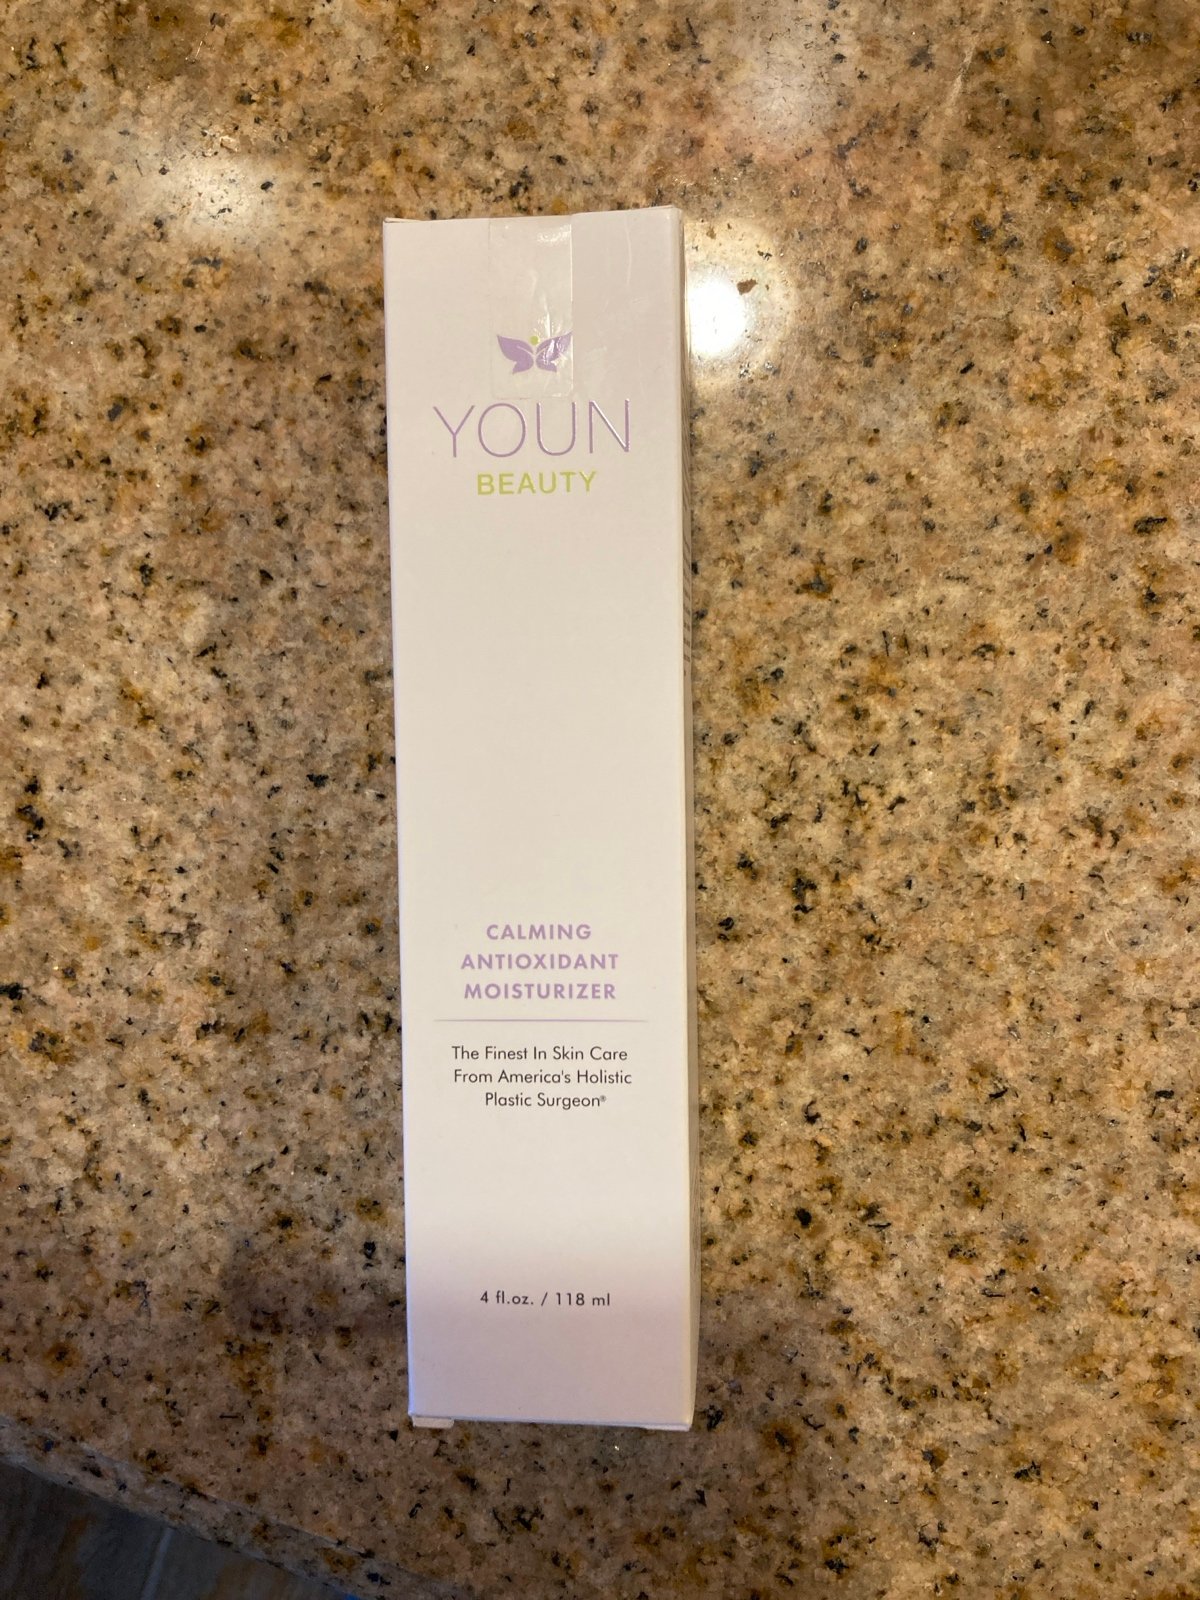 YOUN
BEAUTY
CALMING
ANTIOXIDANT
MOISTURIZER
The Finest In Skin Care
From America's Holistic
Plastic Surgeon®
4 fl.oz. / 118 ml